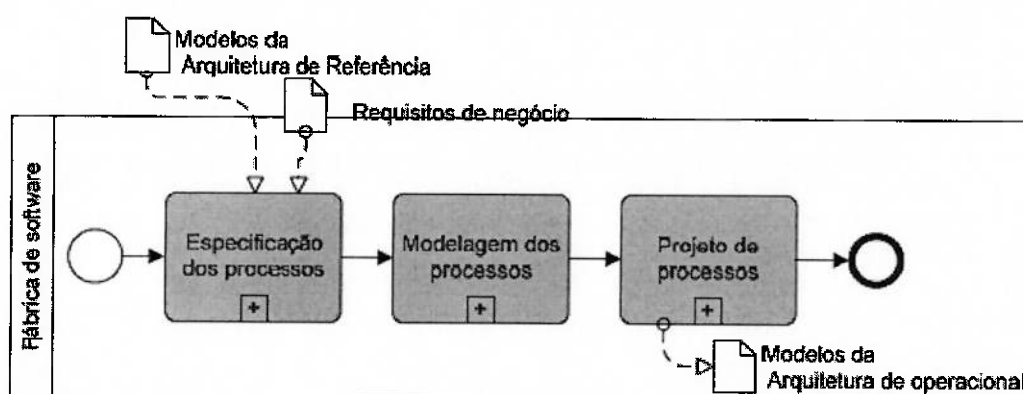 Modelos da
Arquitetura de Referência
Requisitos de negócio
Fábrica de software
Especificação
dos processos
Modelagem dos
processos
Projeto de
processos
+
+
+
Modelos da
Arquitetura de operacional